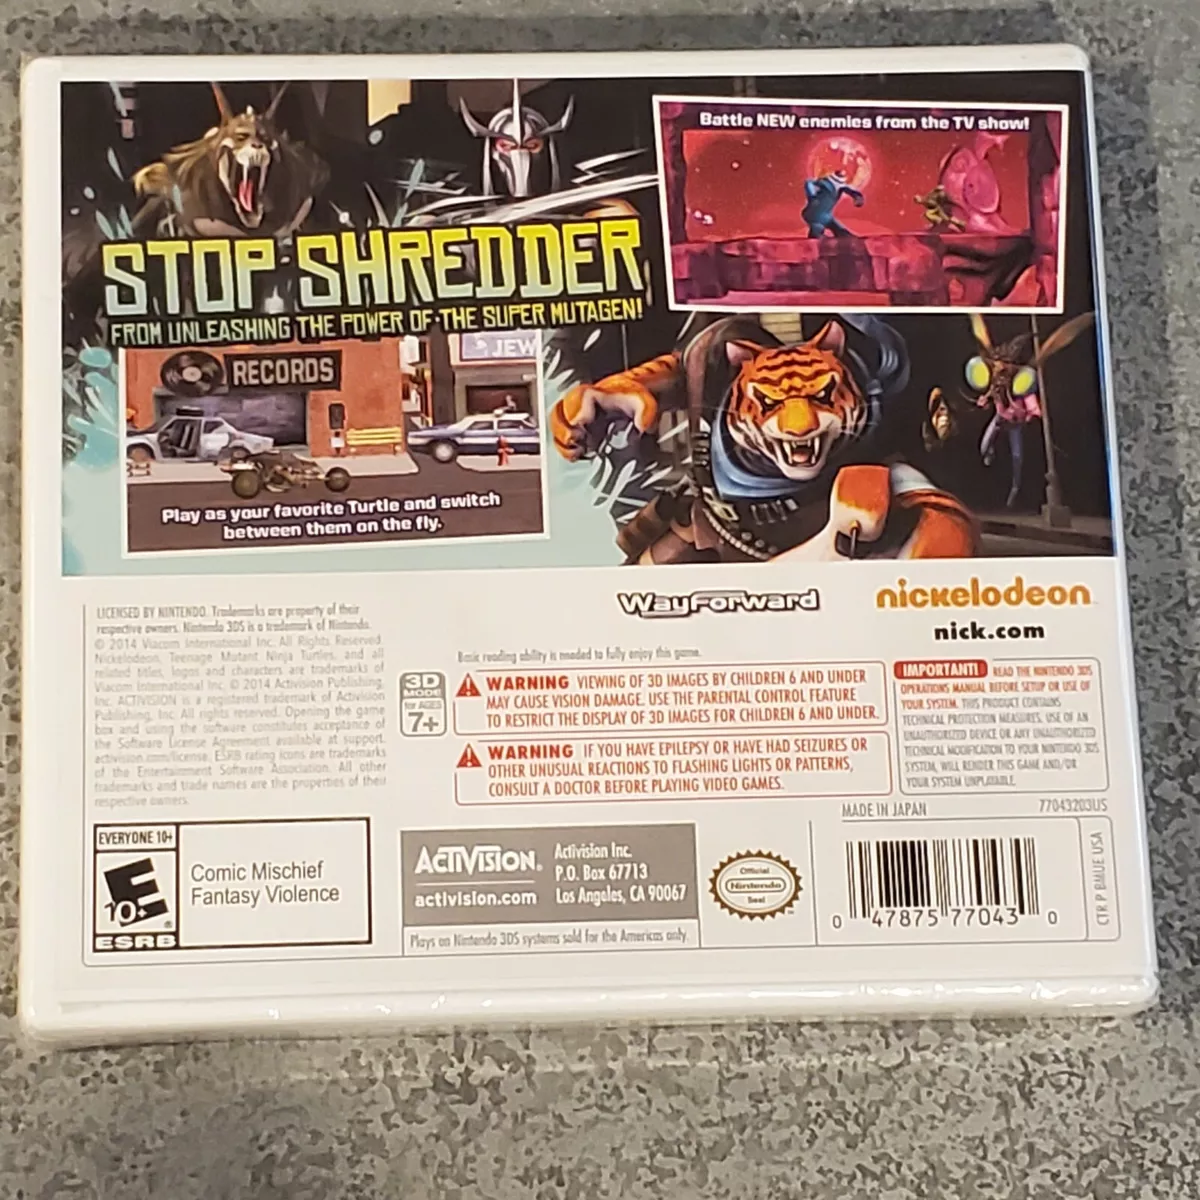 Battle NEW enemies from the TV show!
STOP SHREDDER
FROM UNLEASHING THE POWER OF THE SUPER MUTAGEN!
RECORDS
JEW
Play as your favorite Turtle and switch
between them on the fly.
LICENSED BY NINTENDO. Trademarks are property of their
respective owners. Nintendo 3DS is a trademark of Nintendo.
© 2014 Viacom International Inc. All Rights Reserved.
Nickelodeon, Teenage Mutant Ninja Turtles, and all
related titles, logos and characters are trademarks of
Viacom International Inc. © 2014 Activision Publishing,
Inc. ACTIVISION is a registered trademark of Activision
Publishing, Inc. All rights reserved. Opening the game
box and using the software constitutes acceptance of
the Software License Agreement available at support.
activision.com/license. ESRB rating icons are trademarks
of the Entertainment Software Association. All other
trademarks and trade names are the properties of their
respective owners.
WayForward
nickelodeon
nick.com
Basic reading ability is needed to fully enjoy this game.
3D
MODE
for AGES
7+
WARNING VIEWING OF 3D IMAGES BY CHILDREN 6 AND UNDER
MAY CAUSE VISION DAMAGE. USE THE PARENTAL CONTROL FEATURE
TO RESTRICT THE DISPLAY OF 3D IMAGES FOR CHILDREN 6 AND UNDER.
WARNING IF YOU HAVE EPILEPSY OR HAVE HAD SEIZURES OR
OTHER UNUSUAL REACTIONS TO FLASHING LIGHTS OR PATTERNS,
CONSULT A DOCTOR BEFORE PLAYING VIDEO GAMES.
IMPORTANT! READ THE NINTENDO 3DS
OPERATIONS MANUAL BEFORE SETUP OR USE OF
YOUR SYSTEM. THIS PRODUCT CONTAINS
TECHNICAL PROTECTION MEASURES. USE OF AN
UNAUTHORIZED DEVICE OR ANY UNAUTHORIZED
TECHNICAL MODIFICATION TO YOUR NINTENDO 3DS
SYSTEM, WILL RENDER THIS GAME AND/OR
YOUR SYSTEM UNPLAYABLE.
MADE IN JAPAN
77043203US
EVERYONE 10+
E
10+
®
ESRB
Comic Mischief
Fantasy Violence
ACTIVISION®
activision.com
Activision Inc.
P.O. Box 67713
Los Angeles, CA 90067
Plays on Nintendo 3DS systems sold for the Americas only.
Official
Nintendo
Seal
™
0 47875 77043 0
CTR P BMUE USA